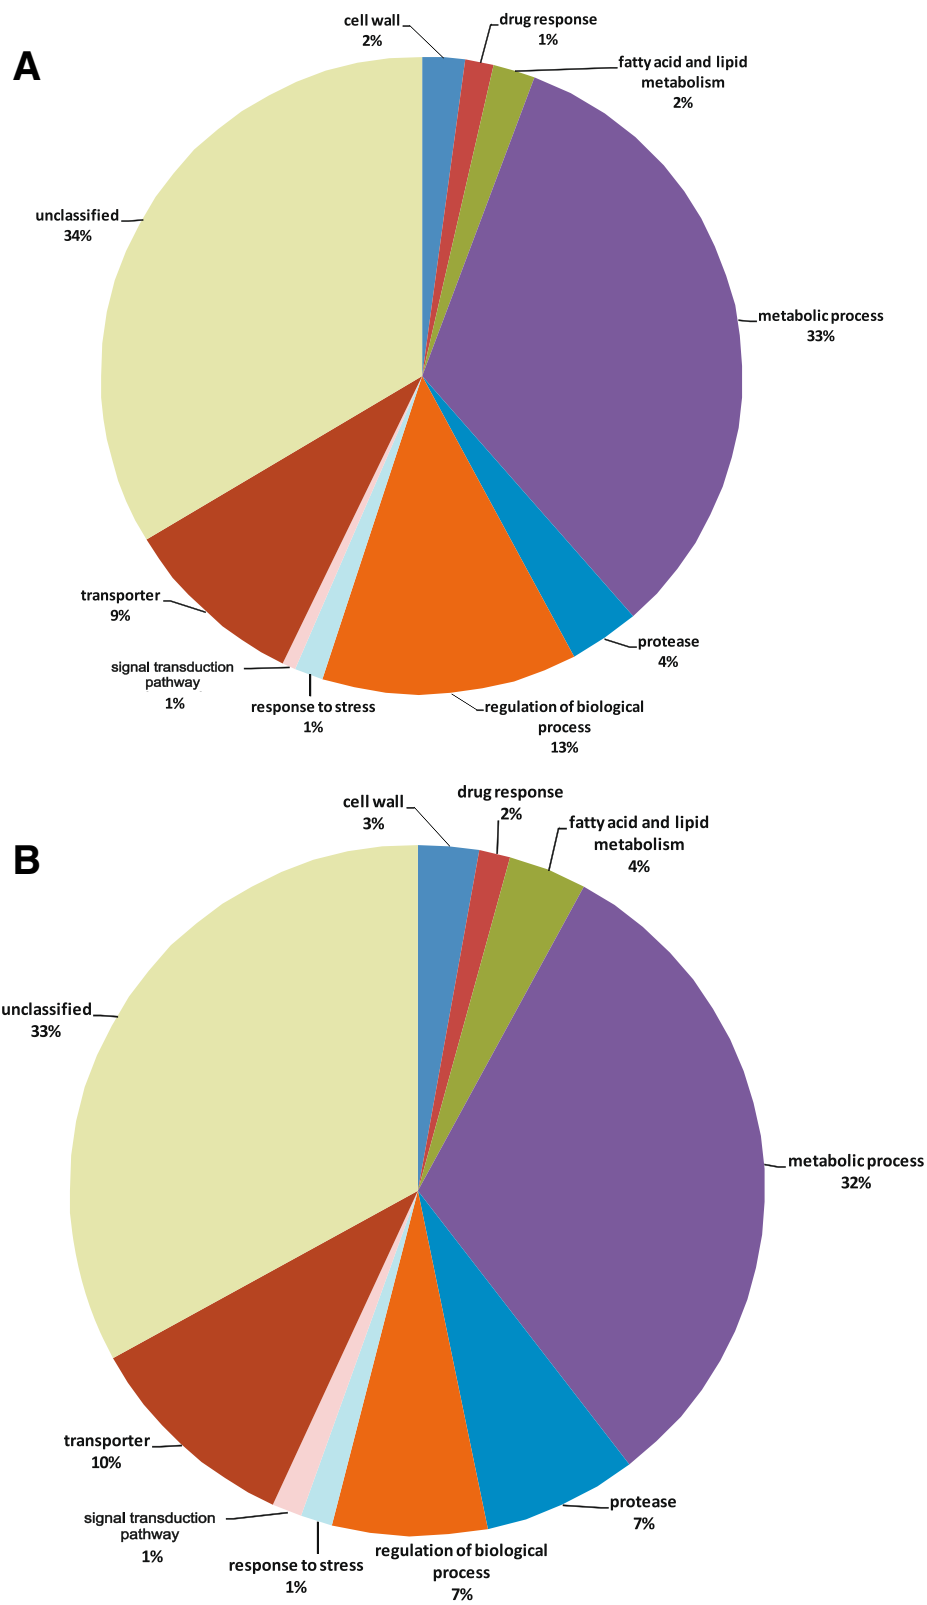 A
cell wall
2%
drug response
1%
fatty acid and lipid
metabolism
2%
unclassified
34%
metabolic process
33%
transporter
9%
protease
4%
signal transduction
pathway
1%
response to stress
1%
regulation of biological
process
13%
B
cell wall
3%
drug response
2%
fatty acid and lipid
metabolism
4%
unclassified
33%
metabolic process
32%
transporter
10%
protease
7%
signal transduction
pathway
1%
response to stress
1%
regulation of biological
process
7%